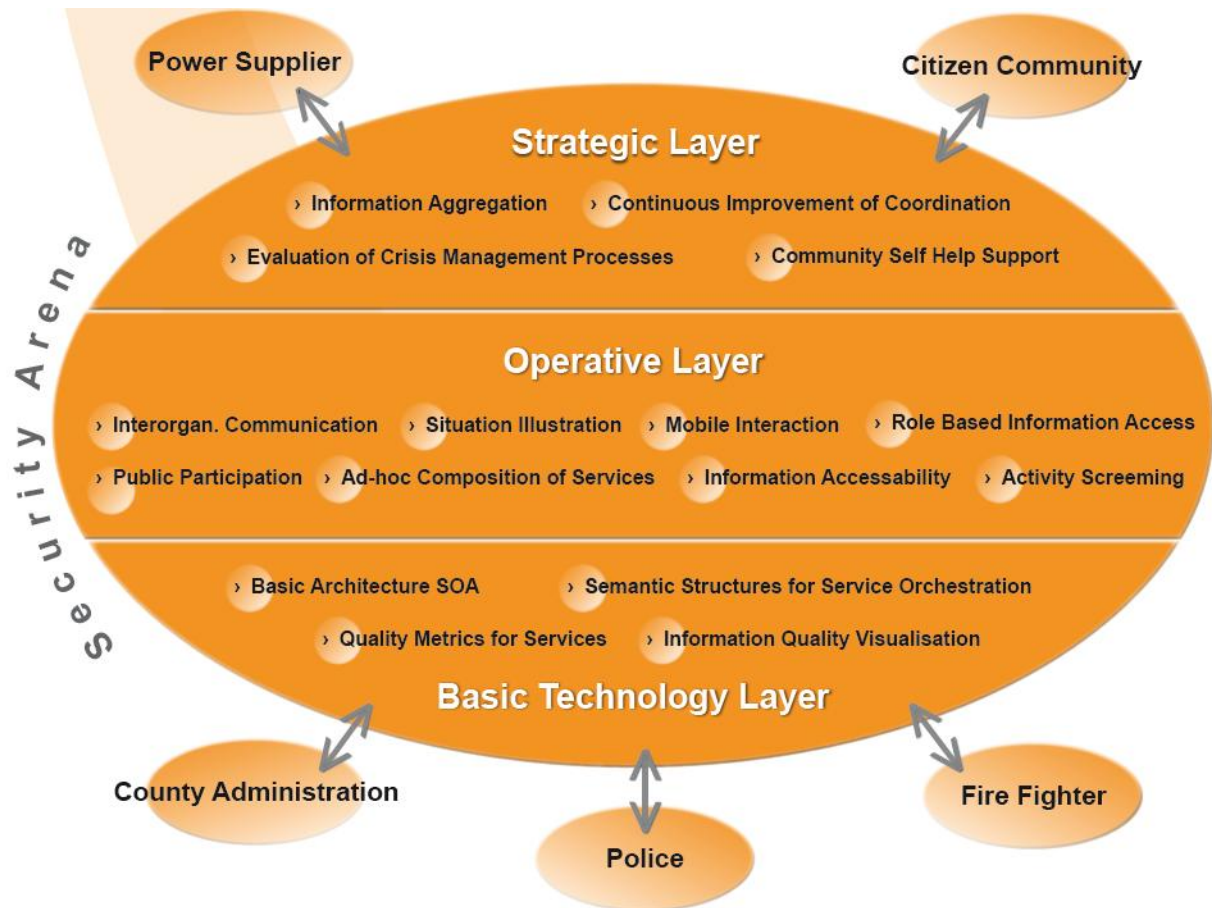 Power Supplier
Citizen Community
Security Arena
Strategic Layer
› Information Aggregation
› Continuous Improvement of Coordination
› Evaluation of Crisis Management Processes
› Community Self Help Support
Operative Layer
› Interorgan. Communication
› Situation Illustration
› Mobile Interaction
› Role Based Information Access
› Public Participation
› Ad-hoc Composition of Services
› Information Accessability
› Activity Screeming
› Basic Architecture SOA
› Semantic Structures for Service Orchestration
› Quality Metrics for Services
› Information Quality Visualisation
Basic Technology Layer
County Administration
Police
Fire Fighter